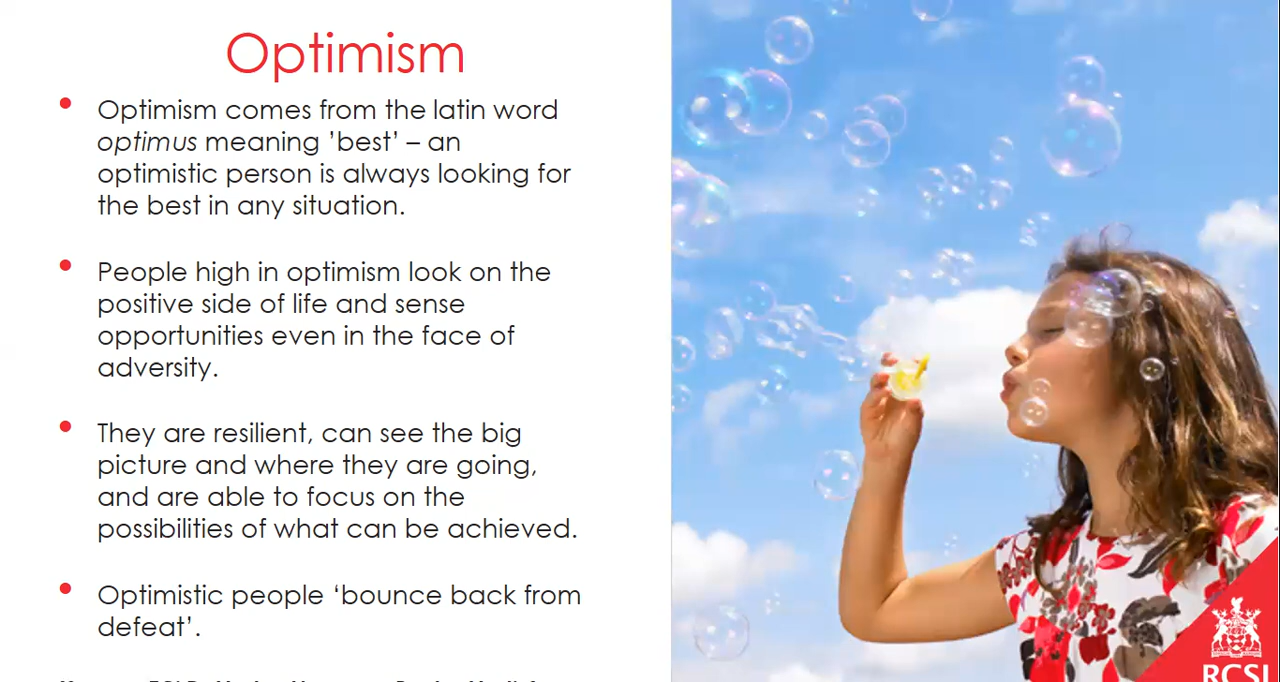 Optimism
• Optimism comes from the latin word
optimus meaning ’best’ – an
optimistic person is always looking for
the best in any situation.
• People high in optimism look on the
positive side of life and sense
opportunities even in the face of
adversity.
• They are resilient, can see the big
picture and where they are going,
and are able to focus on the
possibilities of what can be achieved.
• Optimistic people ‘bounce back from
defeat’.
RCSI